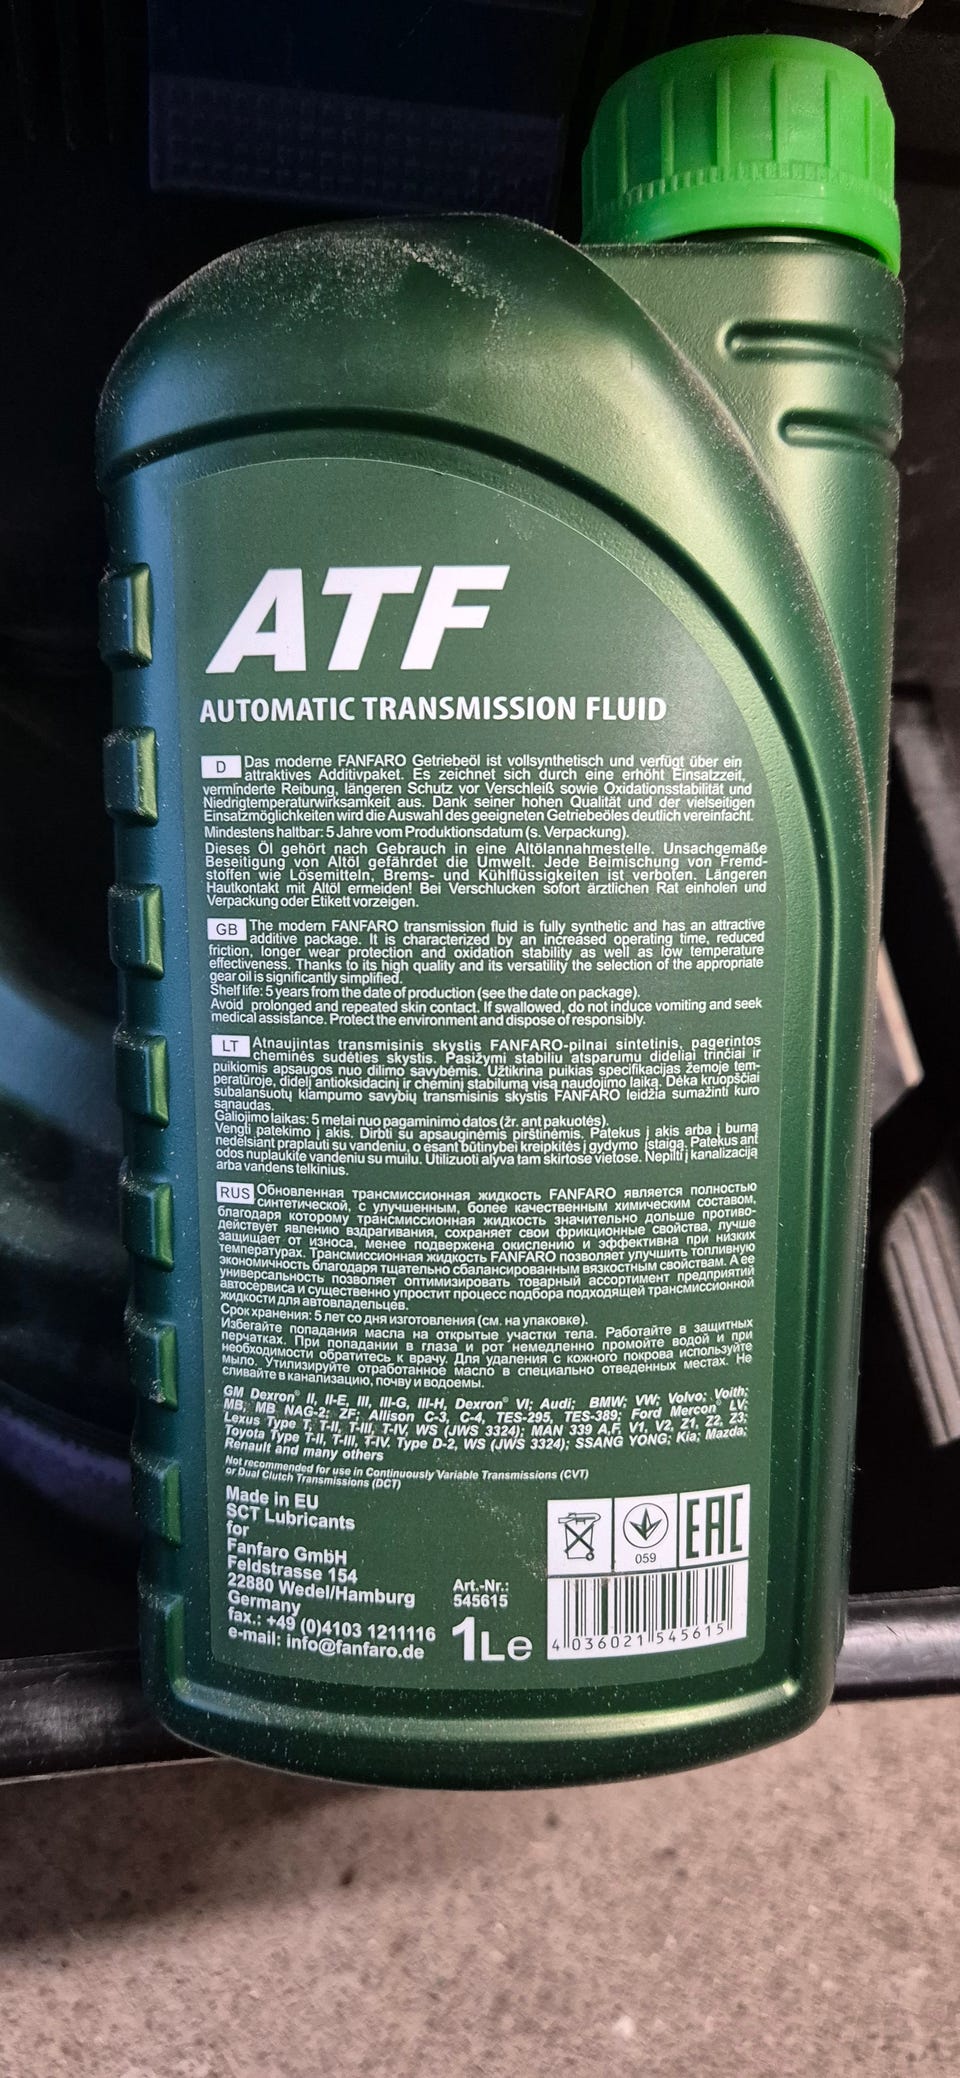 ATF
AUTOMATIC TRANSMISSION FLUID
D Das moderne FANFARO Getriebeöl ist vollsynthetisch und verfügt über ein
attraktives Additivpaket. Es zeichnet sich durch eine erhöht Einsatzzeit,
verminderte Reibung, längeren Schutz vor Verschleiß sowie Oxidationsstabilität und
Niedrigtemperaturwirksamkeit aus. Dank seiner hohen Qualität und der vielseitigen
Einsatzmöglichkeiten wird die Auswahl des geeigneten Getriebeöles deutlich vereinfacht.
Mindestens haltbar: 5 Jahre vom Produktionsdatum (s. Verpackung).
Dieses Öl gehört nach Gebrauch in eine Altölannahmestelle. Unsachgemäße
Beseitigung von Altöl gefährdet die Umwelt. Jede Beimischung von Fremd-
stoffen wie Lösemitteln, Brems- und Kühlflüssigkeiten ist verboten. Längeren
Hautkontakt mit Altöl ermeiden! Bei Verschlucken sofort ärztlichen Rat einholen und
Verpackung oder Etikett vorzeigen.
GB The modern FANFARO transmission fluid is fully synthetic and has an attractive
additive package. It is characterized by an increased operating time, reduced
friction, longer wear protection and oxidation stability as well as low temperature
effectiveness. Thanks to its high quality and its versatility the selection of the appropriate
gear oil is significantly simplified.
Shelf life: 5 years from the date of production (see the date on package).
Avoid prolonged and repeated skin contact. If swallowed, do not induce vomiting and seek
medical assistance. Protect the environment and dispose of responsibly.
LT Atnaujintas transmisinis skystis FANFARO-pilnai sintetinis, pagerintos
cheminės sudėties skystis. Pasižymi stabiliu atsparumu dideliai trinčiai ir
puikiomis apsaugos nuo dilimo savybėmis. Užtikrina puikias specifikacijas žemoje tem-
peratūroje, didelį antioksidacinį ir cheminį stabilumą visą naudojimo laiką. Dėka kruopščiai
subalansuotų klampumo savybių transmisinis skystis FANFARO leidžia sumažinti kuro
sąnaudas.
Galiojimo laikas: 5 metai nuo pagaminimo datos (žr. ant pakuotės).
Vengti patekimo į akis. Dirbti su apsauginėmis pirštinėmis. Patekus į akis arba į burną
nedelsiant praplauti su vandeniu, o esant būtinybei kreipkitės į gydymo įstaigą. Patekus ant
odos nuplaukite vandeniu su muilu. Utilizuoti alyva tam skirtose vietose. Nepilti į kanalizaciją
arba vandens telkinius.
RUS Обновленная трансмиссионная жидкость FANFARO является полностью
синтетической, с улучшенным, более качественным химическим составом,
благодаря которому трансмиссионная жидкость значительно дольше противо-
действует явлению вздрагивания, сохраняет свои фрикционные свойства, лучше
защищает от износа, менее подвержена окислению и эффективна при низких
температурах. Трансмиссионная жидкость FANFARO позволяет улучшить топливную
экономичность благодаря тщательно сбалансированным вязкостным свойствам. А ее
универсальность позволяет оптимизировать товарный ассортимент предприятий
автосервиса и существенно упростит процесс подбора подходящей трансмиссионной
жидкости для автовладельцев.
Срок хранения: 5 лет со дня изготовления (см. на упаковке).
Избегайте попадания масла на открытые участки тела. Работайте в защитных
перчатках. При попадании в глаза и рот немедленно промойте водой и при
необходимости обратитесь к врачу. Для удаления с кожного покрова используйте
мыло. Утилизируйте отработанное масло в специально отведенных местах. Не
сливайте в канализацию, почву и водоемы.
GM Dexron® II, II-E, III, III-G, III-H, Dexron® VI; Audi; BMW; VW; Volvo; Voith;
MB; MB NAG-2; ZF; Allison C-3, C-4, TES-295, TES-389; Ford Mercon® LV;
Lexus Type T, T-II, T-III, T-IV, WS (JWS 3324); MAN 339 A,F, V1, V2, Z1, Z2, Z3;
Toyota Type T-II, T-III, T-IV, Type D-2, WS (JWS 3324); SSANG YONG; Kia; Mazda;
Renault and many others
Not recommended for use in Continuously Variable Transmissions (CVT)
or Dual Clutch Transmissions (DCT)
Made in EU
SCT Lubricants
for
Fanfaro GmbH
Feldstrasse 154
22880 Wedel/Hamburg
Germany
fax.: +49 (0)4103 1211116
e-mail: info@fanfaro.de
Art.-Nr.:
545615
1Le
059
EAC
4 036021 545615